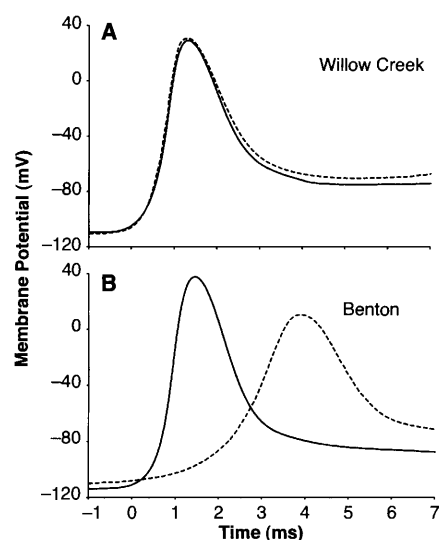 A
Willow Creek
40
0
−40
−80
−120
Membrane Potential (mV)
B
Benton
40
0
−40
−80
−120
−1 0 1 2 3 4 5 6 7
Time (ms)